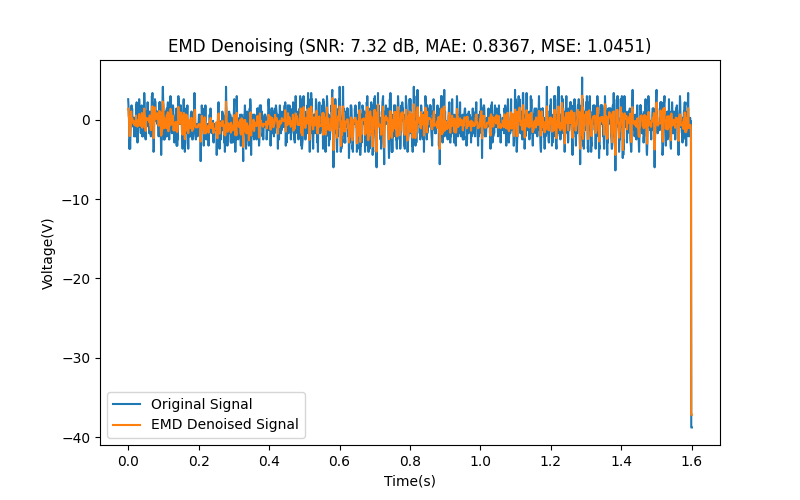 EMD Denoising (SNR: 7.32 dB, MAE: 0.8367, MSE: 1.0451)
Voltage(V)
0
−10
−20
−30
−40
Original Signal
EMD Denoised Signal
0.0 0.2 0.4 0.6 0.8 1.0 1.2 1.4 1.6
Time(s)